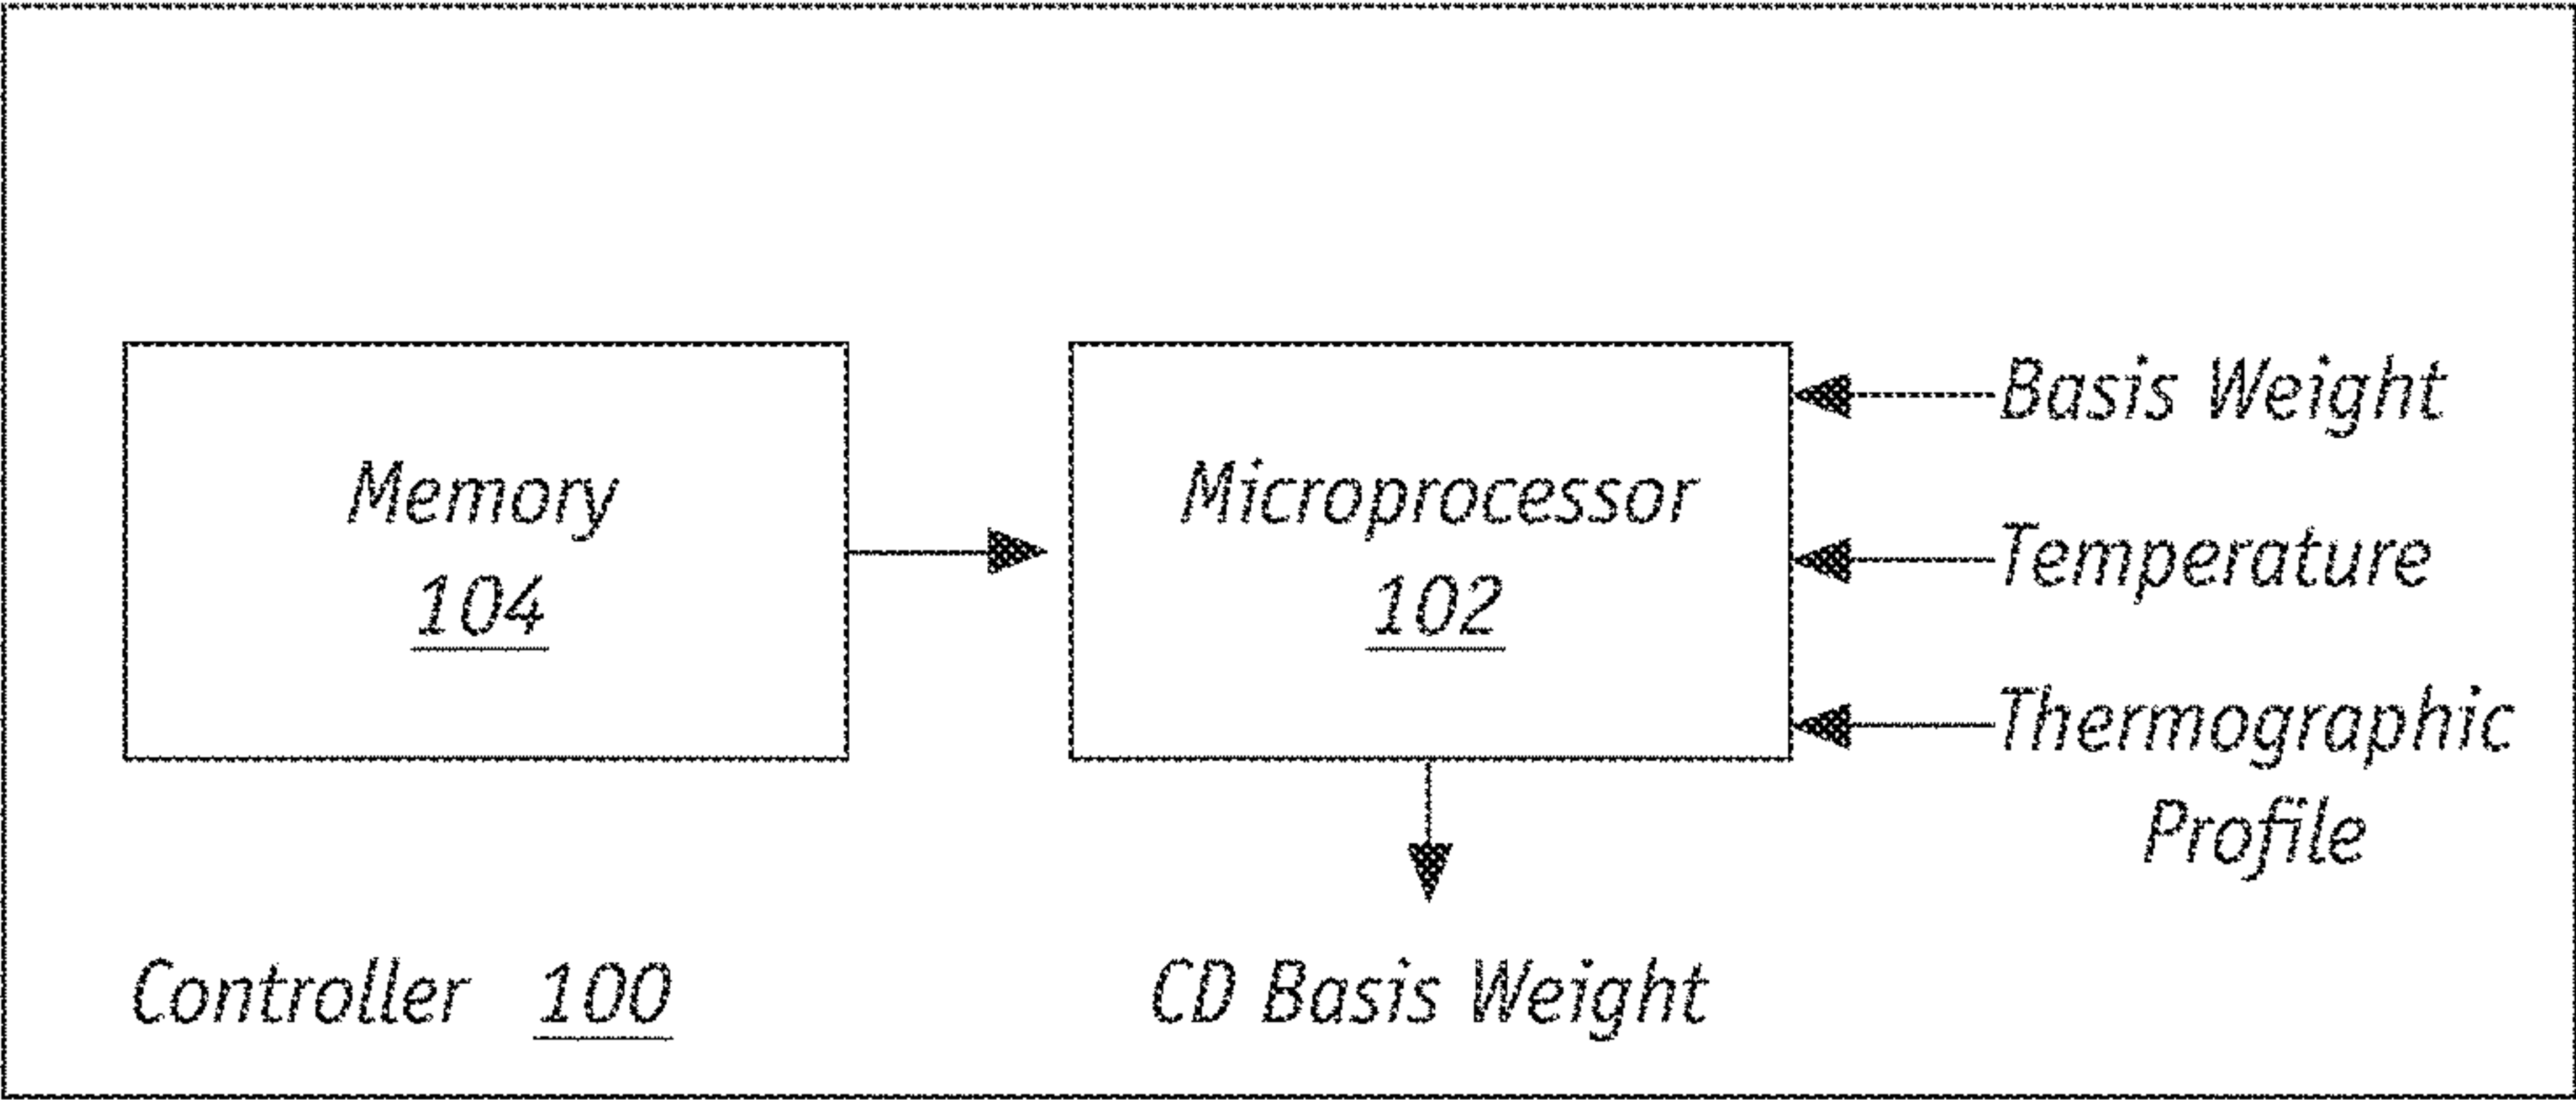 Memory
104
Microprocessor
102
Basis Weight
Temperature
Thermographic
Profile
Controller 100
CD Basis Weight